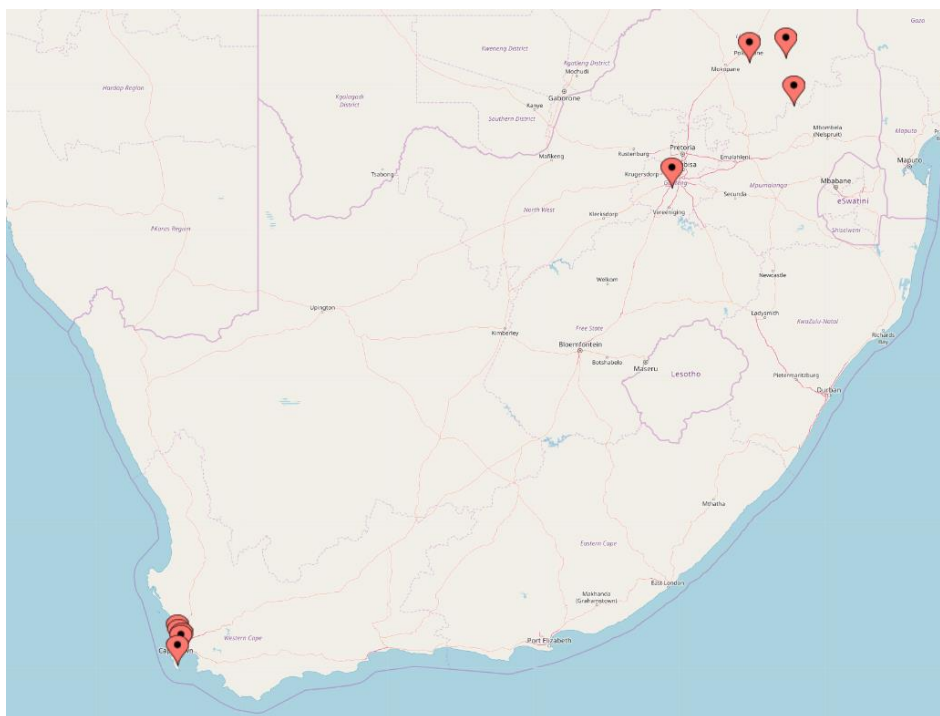 Gaza
Kweneng District
Kgatleng District
Mochudi
Mokopane
Hardap Region
Kgalagadi
District
Gaborone
Kanye
Southern District
Mbombela
(Nelspruit)
Maputo
Pretoria
Rustenburg
Emalahleni
Mafikeng
Maputo
Krugersdorp
Tsabong
Mbabane
Secunda
Mpumalanga
eSwatini
North West
Klerksdorp
Vereeniging
ǁKaras Region
Shiselweni
Newcastle
Welkom
Upington
Ladysmith
KwaZulu-Natal
Free State
Kimberley
Richards
Bay
Bloemfontein
Botshabelo
Maseru
Lesotho
Pietermaritzburg
Durban
Mthatha
Eastern Cape
East London
Makhanda
(Grahamstown)
Western Cape
Port Elizabeth